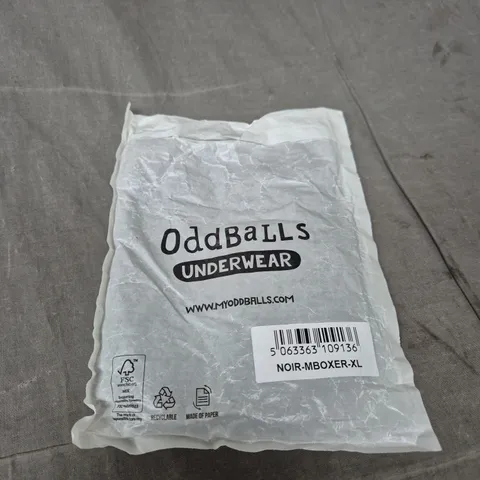 OddBaLLs
UNDERWEAR
WWW.MYODDBALLS.COM
5 063363 109136
NOIR-MBOXER-XL
FSC
RECYCLABLE
MADE OF PAPER